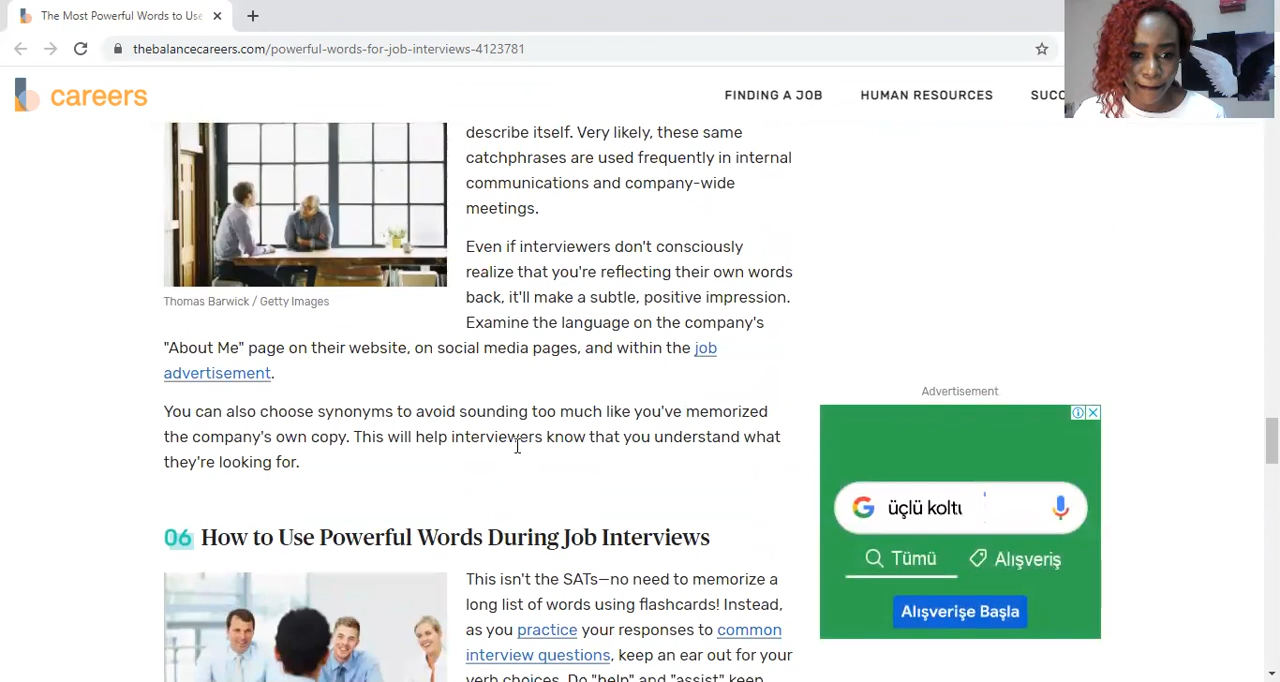 The Most Powerful Words to Use
thebalancecareers.com/powerful-words-for-job-interviews-4123781
careers
FINDING A JOB
HUMAN RESOURCES
SUCC
describe itself. Very likely, these same
catchphrases are used frequently in internal
communications and company-wide
meetings.
Even if interviewers don't consciously
realize that you're reflecting their own words
back, it'll make a subtle, positive impression.
Examine the language on the company's
Thomas Barwick / Getty Images
"About Me" page on their website, on social media pages, and within the job
advertisement.
You can also choose synonyms to avoid sounding too much like you've memorized
the company's own copy. This will help interviewers know that you understand what
they're looking for.
06 How to Use Powerful Words During Job Interviews
This isn't the SATs—no need to memorize a
long list of words using flashcards! Instead,
as you practice your responses to common
interview questions, keep an ear out for your
verb choices. Do "help" and "assist" keep
Advertisement
üçlü koltu
Tümü
Alışveriş
Alışverişe Başla